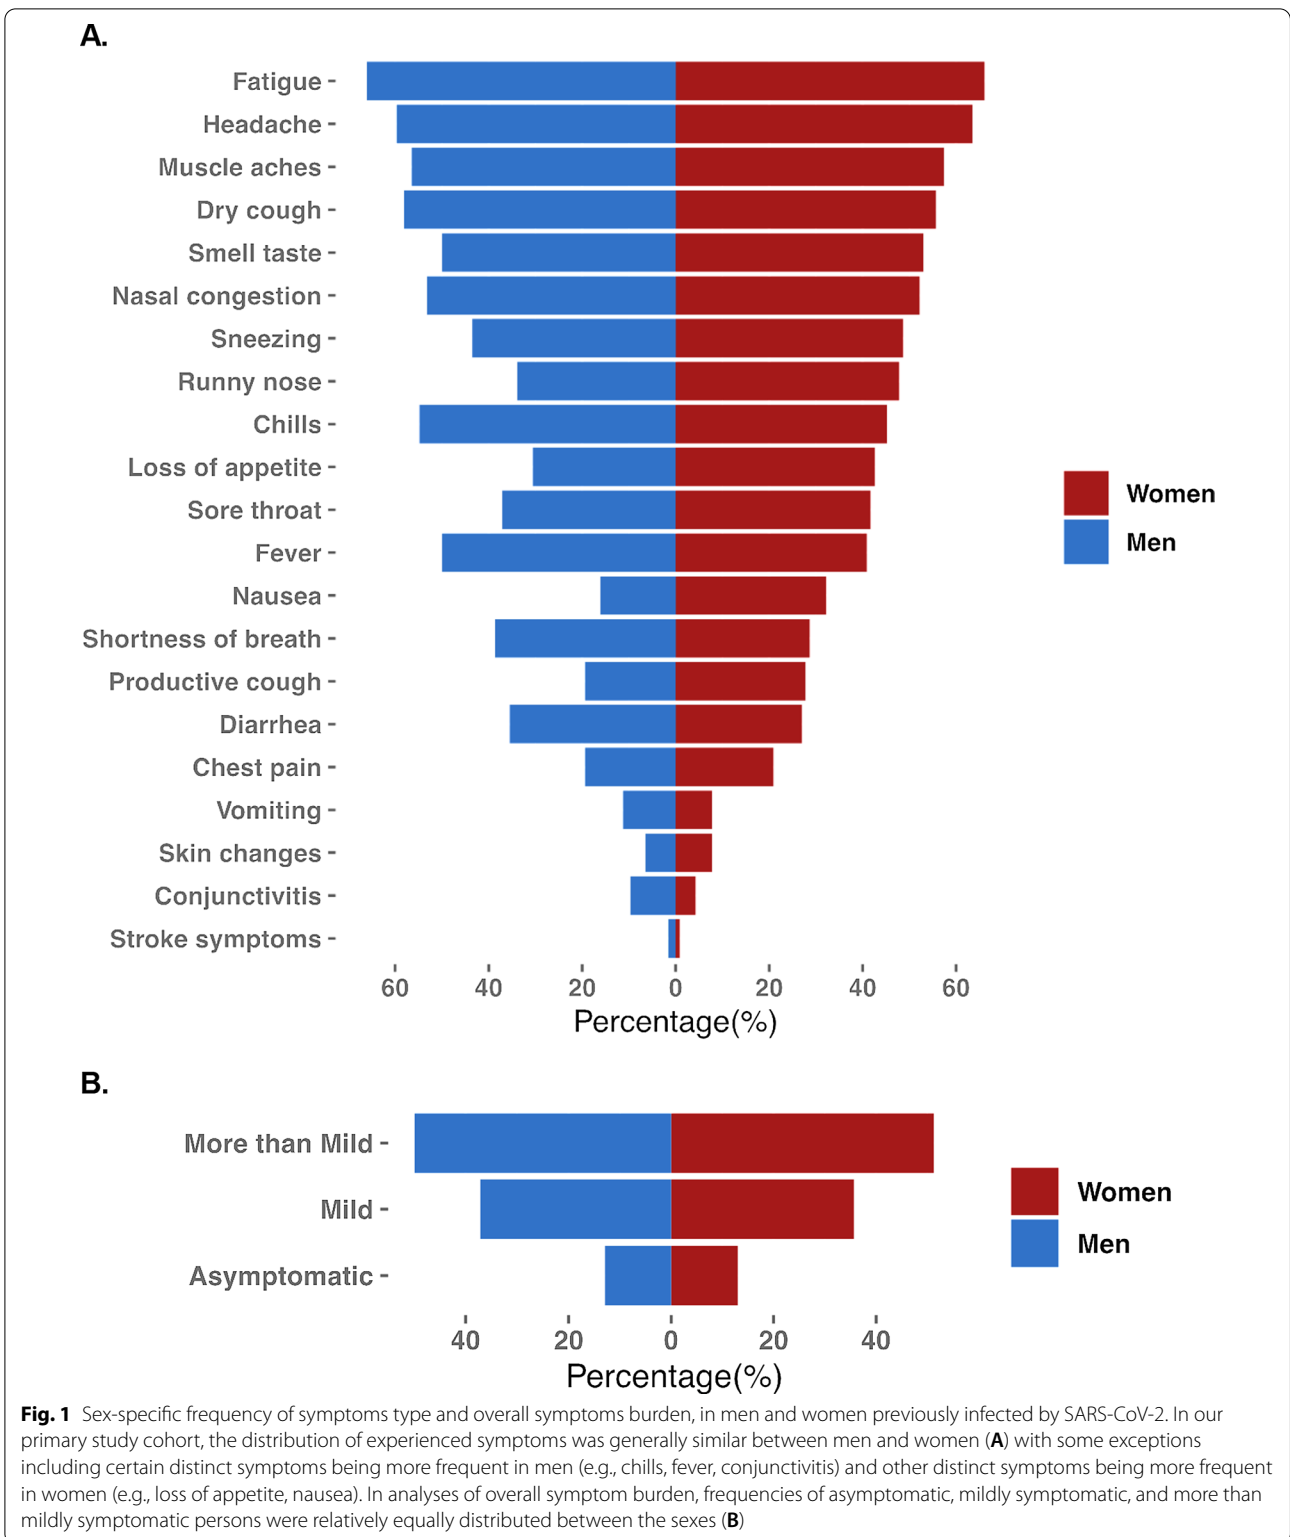 A.
Fatigue
Headache
Muscle aches
Dry cough
Smell taste
Nasal congestion
Sneezing
Runny nose
Chills
Loss of appetite
Sore throat
Fever
Nausea
Shortness of breath
Productive cough
Diarrhea
Chest pain
Vomiting
Skin changes
Conjunctivitis
Stroke symptoms
60 40 20 0 20 40 60
Percentage(%)
Women
Men
B.
More than Mild
Mild
Asymptomatic
40 20 0 20 40
Percentage(%)
Women
Men
Fig. 1 Sex-specific frequency of symptoms type and overall symptoms burden, in men and women previously infected by SARS-CoV-2. In our
primary study cohort, the distribution of experienced symptoms was generally similar between men and women (A) with some exceptions
including certain distinct symptoms being more frequent in men (e.g., chills, fever, conjunctivitis) and other distinct symptoms being more frequent
in women (e.g., loss of appetite, nausea). In analyses of overall symptom burden, frequencies of asymptomatic, mildly symptomatic, and more than
mildly symptomatic persons were relatively equally distributed between the sexes (B)